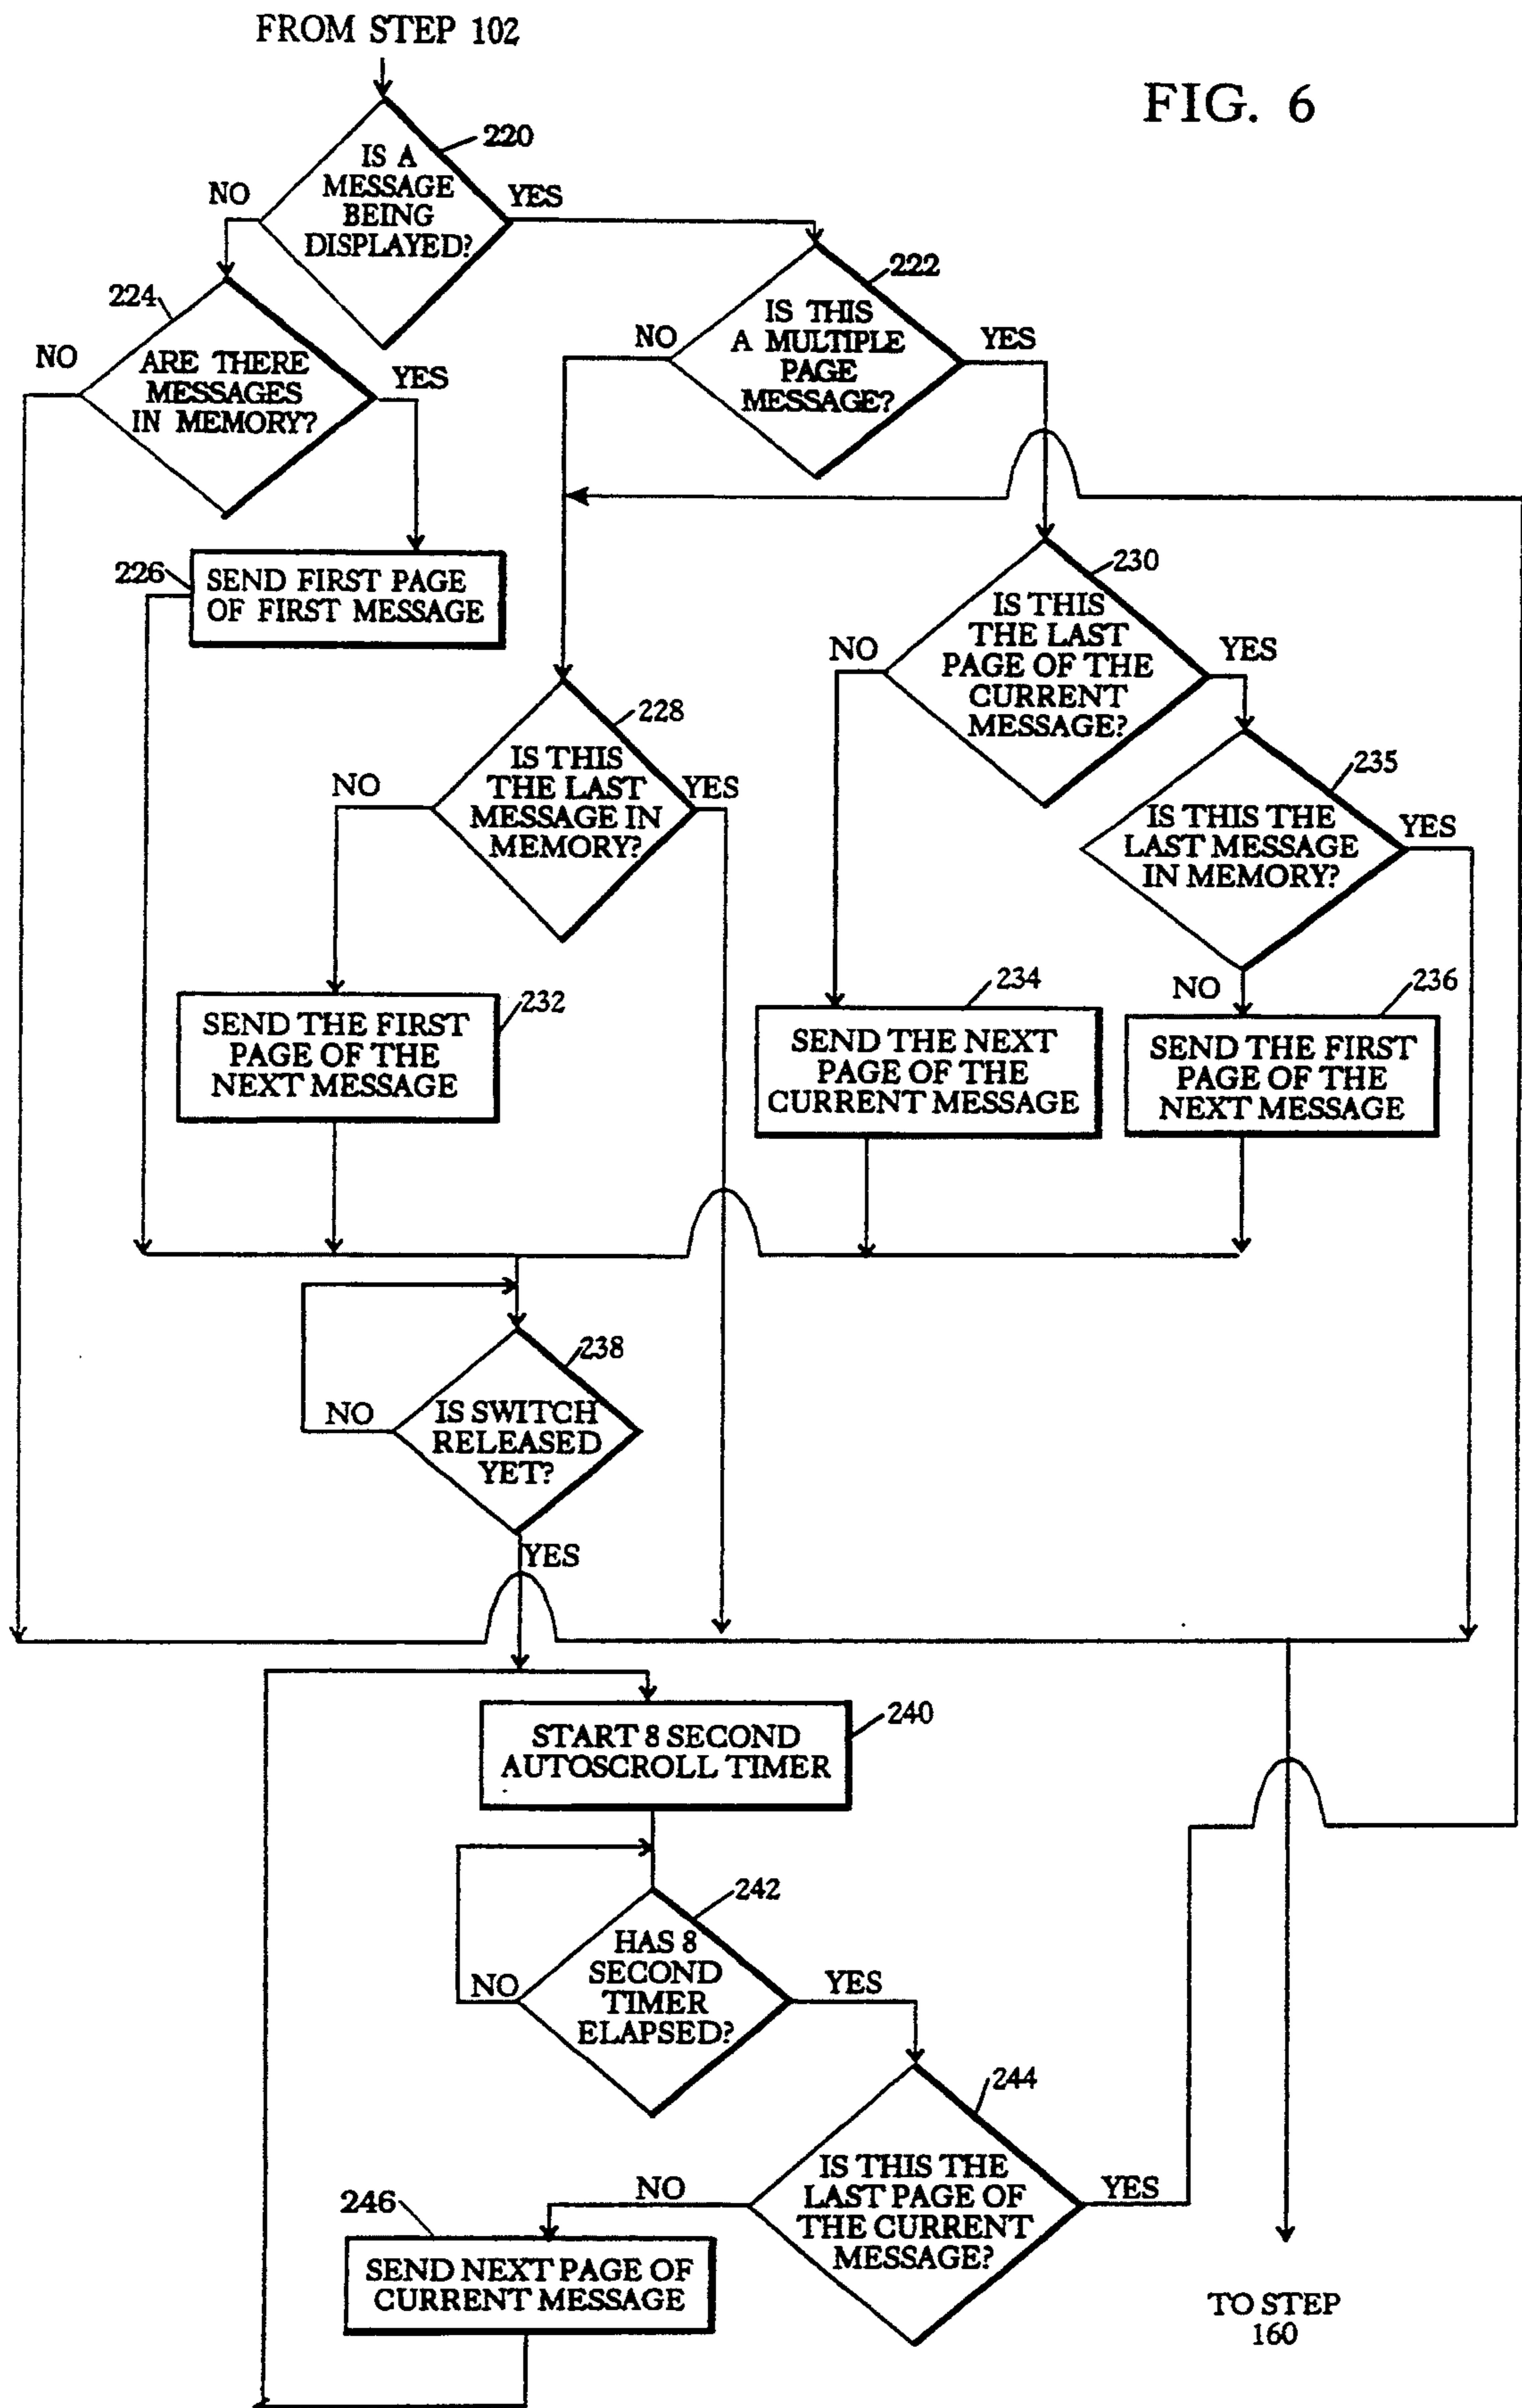 FROM STEP 102
FIG. 6
220
IS A
MESSAGE
BEING
DISPLAYED?
NO
YES
222
IS THIS
A MULTIPLE
PAGE
MESSAGE?
NO
YES
224
ARE THERE
MESSAGES
IN MEMORY?
NO
YES
226
SEND FIRST PAGE
OF FIRST MESSAGE
230
IS THIS
THE LAST
PAGE OF THE
CURRENT
MESSAGE?
NO
YES
228
IS THIS
THE LAST
MESSAGE IN
MEMORY?
NO
YES
235
IS THIS THE
LAST MESSAGE
IN MEMORY?
YES
NO
232
SEND THE FIRST
PAGE OF THE
NEXT MESSAGE
234
SEND THE NEXT
PAGE OF THE
CURRENT MESSAGE
236
SEND THE FIRST
PAGE OF THE
NEXT MESSAGE
238
IS SWITCH
RELEASED
YET?
NO
YES
240
START 8 SECOND
AUTOSCROLL TIMER
242
HAS 8
SECOND
TIMER
ELAPSED?
NO
YES
244
IS THIS THE
LAST PAGE OF
THE CURRENT
MESSAGE?
NO
YES
246
SEND NEXT PAGE OF
CURRENT MESSAGE
TO STEP
160